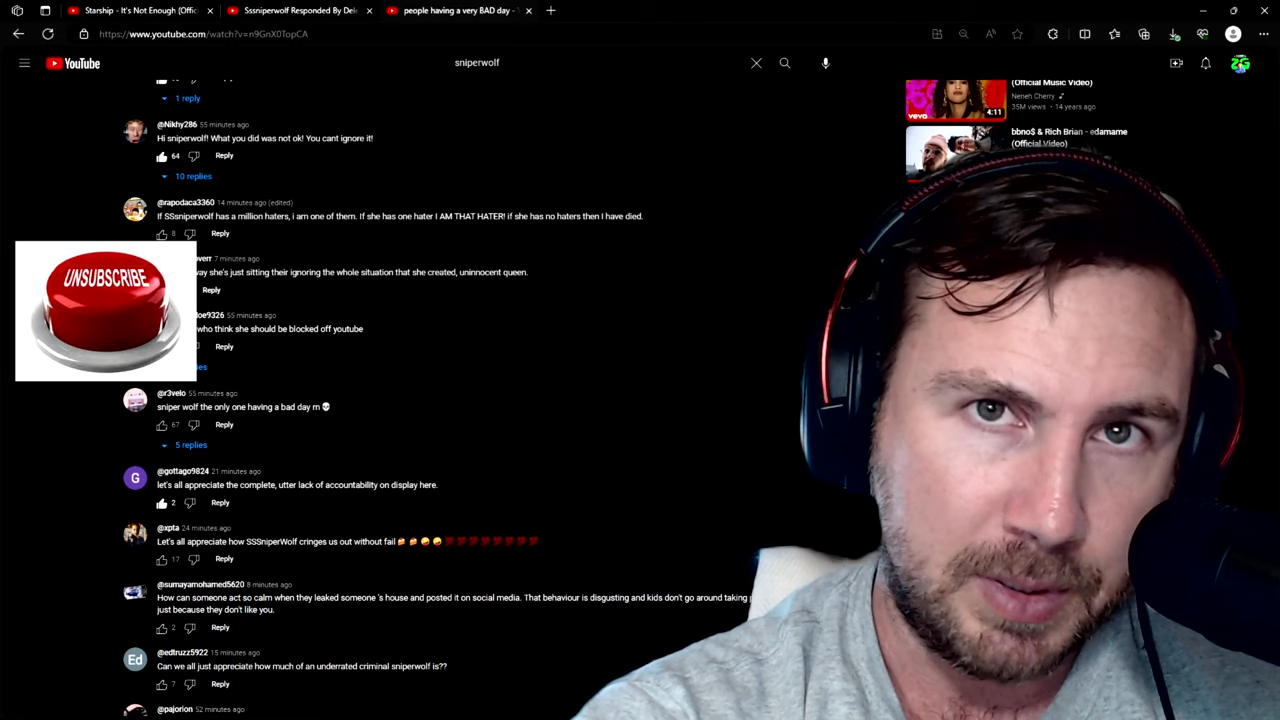 Starship - It's Not Enough (Offic
Sssniperwolf Responded By Del
people having a very BAD day -
https://www.youtube.com/watch?v=n9GnX0TopCA
YouTube
sniperwolf
ZG
1 reply
@Nikhy286 55 minutes ago
Hi sniperwolf! What you did was not ok! You cant ignore it!
64 Reply
10 replies
@rapodaca3360 14 minutes ago (edited)
If SSsniperwolf has a million haters, i am one of them. If she has one hater I AM THAT HATER! if she has no haters then I have died.
8 Reply
7 minutes ago
way she's just sitting their ignoring the whole situation that she created, uninnocent queen.
Reply
55 minutes ago
who think she should be blocked off youtube
Reply
UNSUBSCRIBE
@r3velo 55 minutes ago
sniper wolf the only one having a bad day rn 💀
67 Reply
5 replies
G
@gottago9824 21 minutes ago
let's all appreciate the complete, utter lack of accountability on display here.
2 Reply
@xpta 24 minutes ago
Let's all appreciate how SSSniperWolf cringes us out without fail
17 Reply
@sumayamohamed5620 8 minutes ago
How can someone act so calm when they leaked someone 's house and posted it on social media. That behaviour is disgusting and kids don't go around taking
just because they don't like you.
2 Reply
Ed
@edtruzz5922 15 minutes ago
Can we all just appreciate how much of an underrated criminal sniperwolf is??
7 Reply
@pajorion 52 minutes ago
(Official Music Video)
Neneh Cherry
35M views • 14 years ago
vevo
4:11
bbno$ & Rich Brian - edamame
(Official Video)